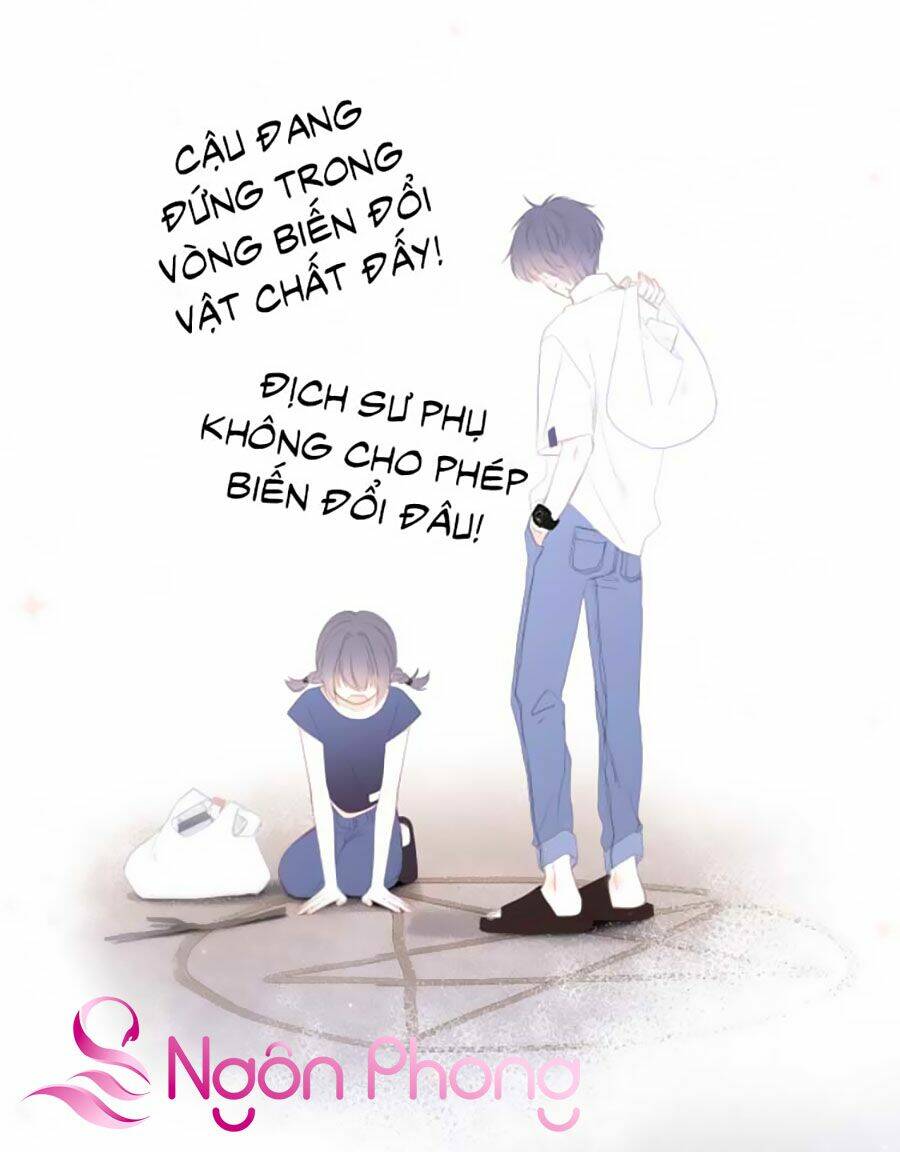 CẬU ĐANG
ĐỨNG TRONG
VÒNG BIẾN ĐỔI
VẬT CHẤT ĐẤY!
ĐỊCH SƯ PHỤ
KHÔNG CHO PHÉP
BIẾN ĐỔI ĐÂU!
Ngôn Phong